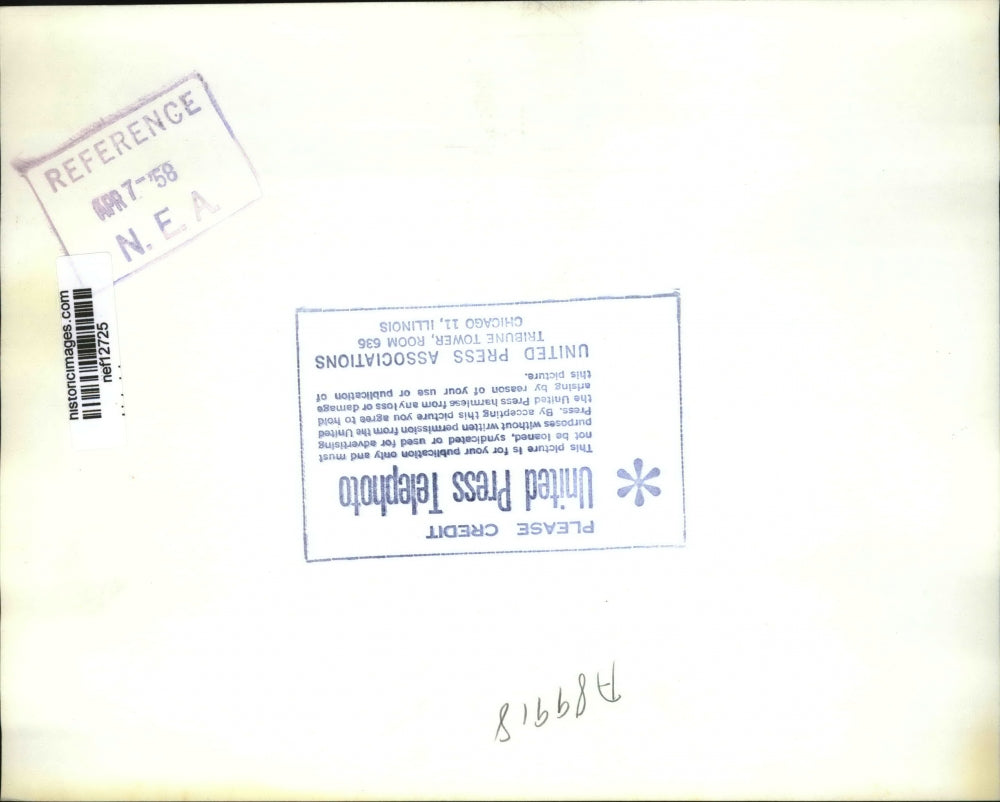 REFERENCE
APR 7-'58
N. E. A.
historicimages.com
nef12725
PLEASE CREDIT
United Press Telephoto
This picture is for your publication only and must
not be loaned, syndicated or used for advertising
purposes without written permission from the United
Press. By accepting this picture you agree to hold
the United Press harmless from any loss or damage
arising by reason of your use or publication of
this picture.
UNITED PRESS ASSOCIATIONS
TRIBUNE TOWER, ROOM 636
CHICAGO 11, ILLINOIS
A89918